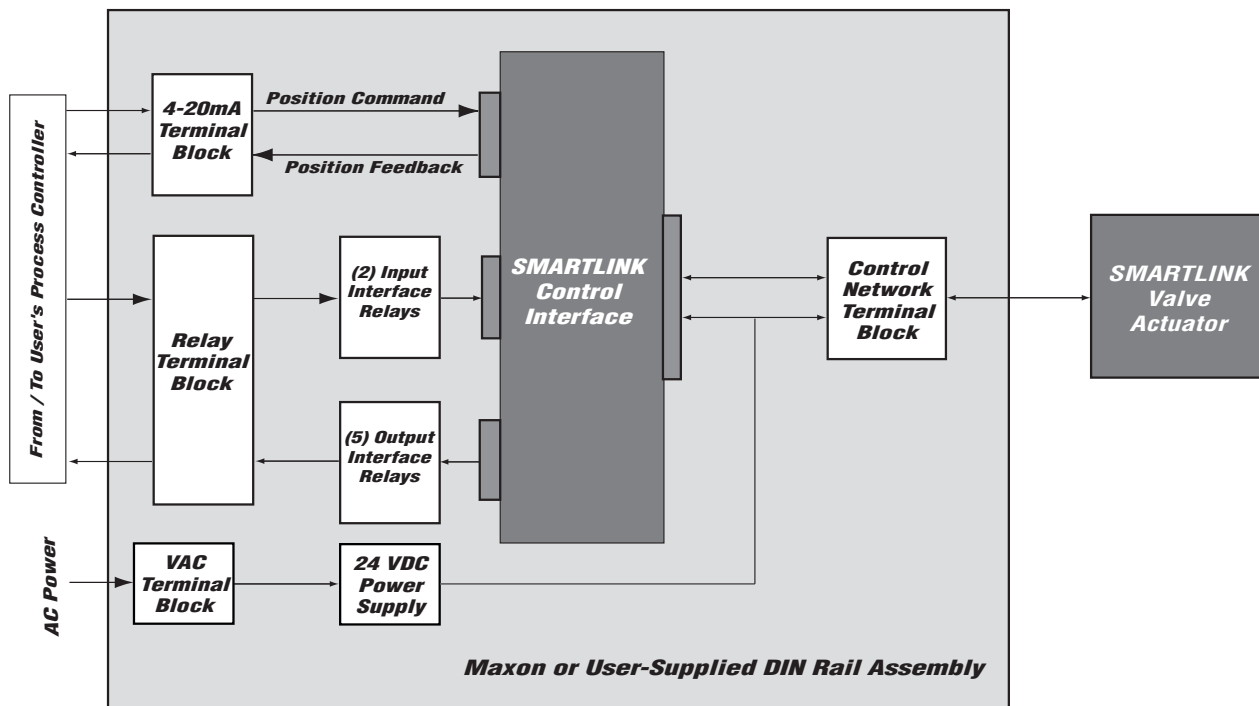 From / To User's Process Controller
4-20mA
Terminal
Block
Position Command
Position Feedback
Relay
Terminal
Block
(2) Input
Interface
Relays
(5) Output
Interface
Relays
SMARTLINK
Control
Interface
Control
Network
Terminal
Block
SMARTLINK
Valve
Actuator
AC Power
VAC
Terminal
Block
24 VDC
Power
Supply
Maxon or User-Supplied DIN Rail Assembly